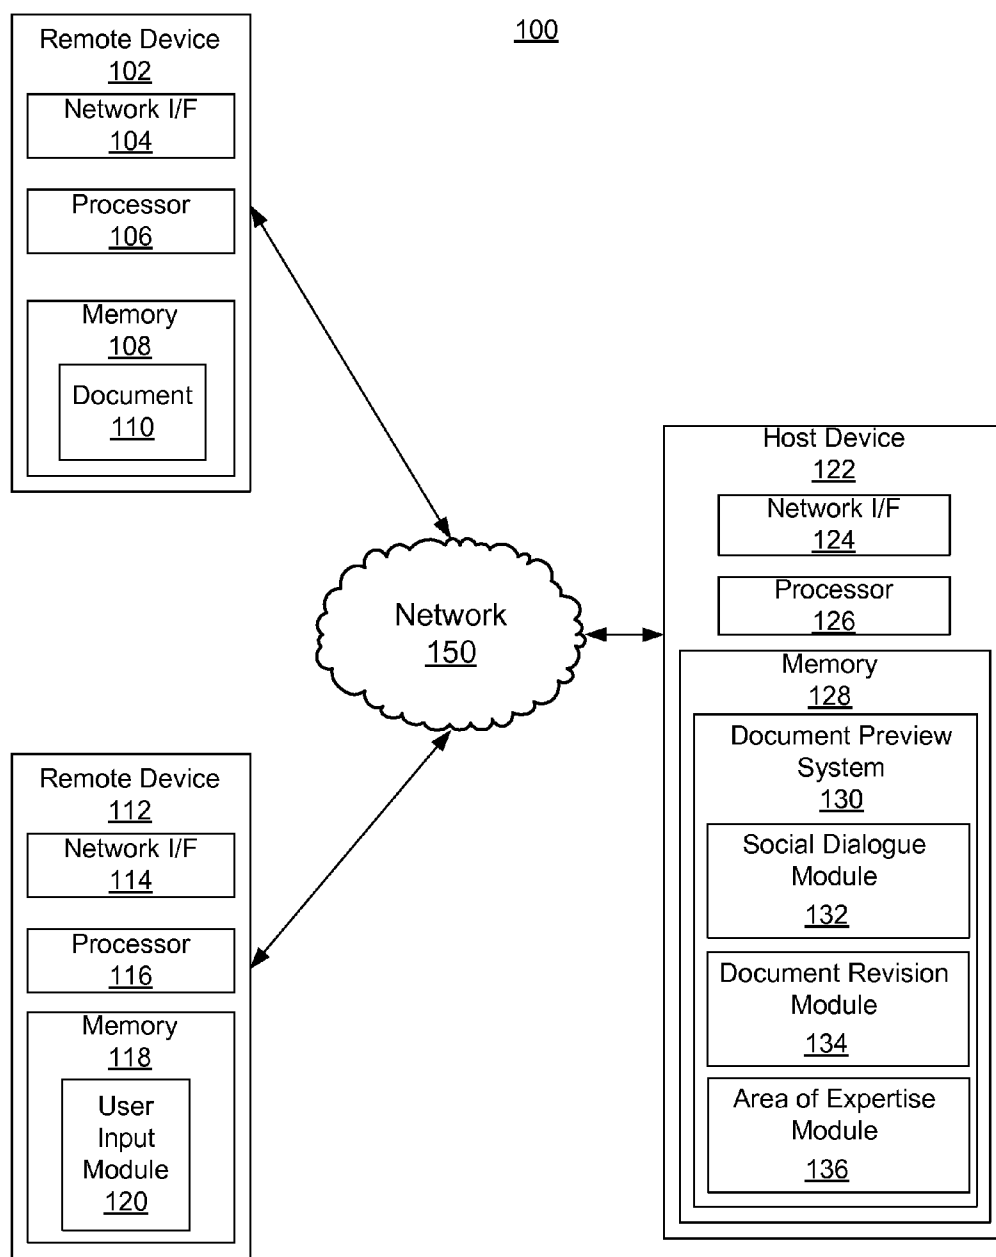 100
Remote Device
102
Network I/F
104
Processor
106
Memory
108
Document
110
Network
150
Remote Device
112
Network I/F
114
Processor
116
Memory
118
User
Input
Module
120
Host Device
122
Network I/F
124
Processor
126
Memory
128
Document Preview
System
130
Social Dialogue
Module
132
Document Revision
Module
134
Area of Expertise
Module
136